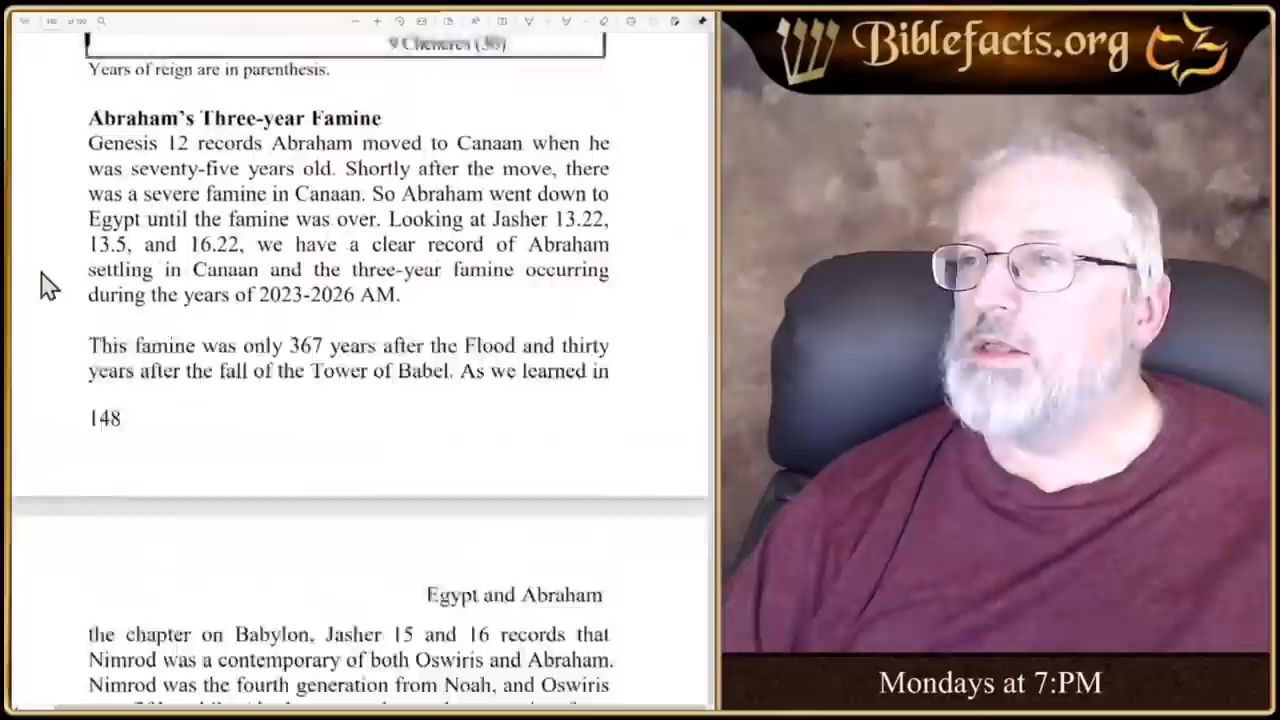 9 Cheneres (30)
Years of reign are in parenthesis.
Abraham's Three-year Famine
Genesis 12 records Abraham moved to Canaan when he
was seventy-five years old. Shortly after the move, there
was a severe famine in Canaan. So Abraham went down to
Egypt until the famine was over. Looking at Jasher 13.22,
13.5, and 16.22, we have a clear record of Abraham
settling in Canaan and the three-year famine occurring
during the years of 2023-2026 AM.
This famine was only 367 years after the Flood and thirty
years after the fall of the Tower of Babel. As we learned in
148
Egypt and Abraham
the chapter on Babylon, Jasher 15 and 16 records that
Nimrod was a contemporary of both Oswiris and Abraham.
Nimrod was the fourth generation from Noah, and Oswiris
Biblefacts.org
Mondays at 7:PM